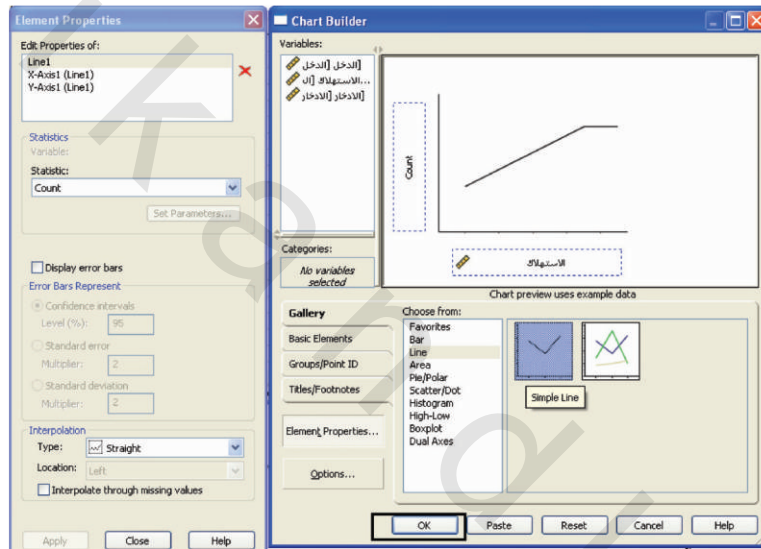 Element Properties
Edit Properties of:
Line1
X-Axis1 (Line1)
Y-Axis1 (Line1)
Statistics
Variable:
Statistic:
Count
Set Parameters...
Display error bars
Error Bars Represent
Confidence intervals
Level (%): 95
Standard error
Multiplier: 2
Standard deviation
Multiplier: 2
Interpolation
Type: Straight
Location: Left
Interpolate through missing values
Apply Close Help
Chart Builder
Variables:
الدخل [الدخل]
الاستهلاك [ال...
الادخار [الادخار]
Categories:
No variables
selected
Count
الاستهلاك
Chart preview uses example data
Gallery
Basic Elements
Groups/Point ID
Titles/Footnotes
Element Properties...
Options...
Choose from:
Favorites
Bar
Line
Area
Pie/Polar
Scatter/Dot
Histogram
High-Low
Boxplot
Dual Axes
Simple Line
OK Paste Reset Cancel Help